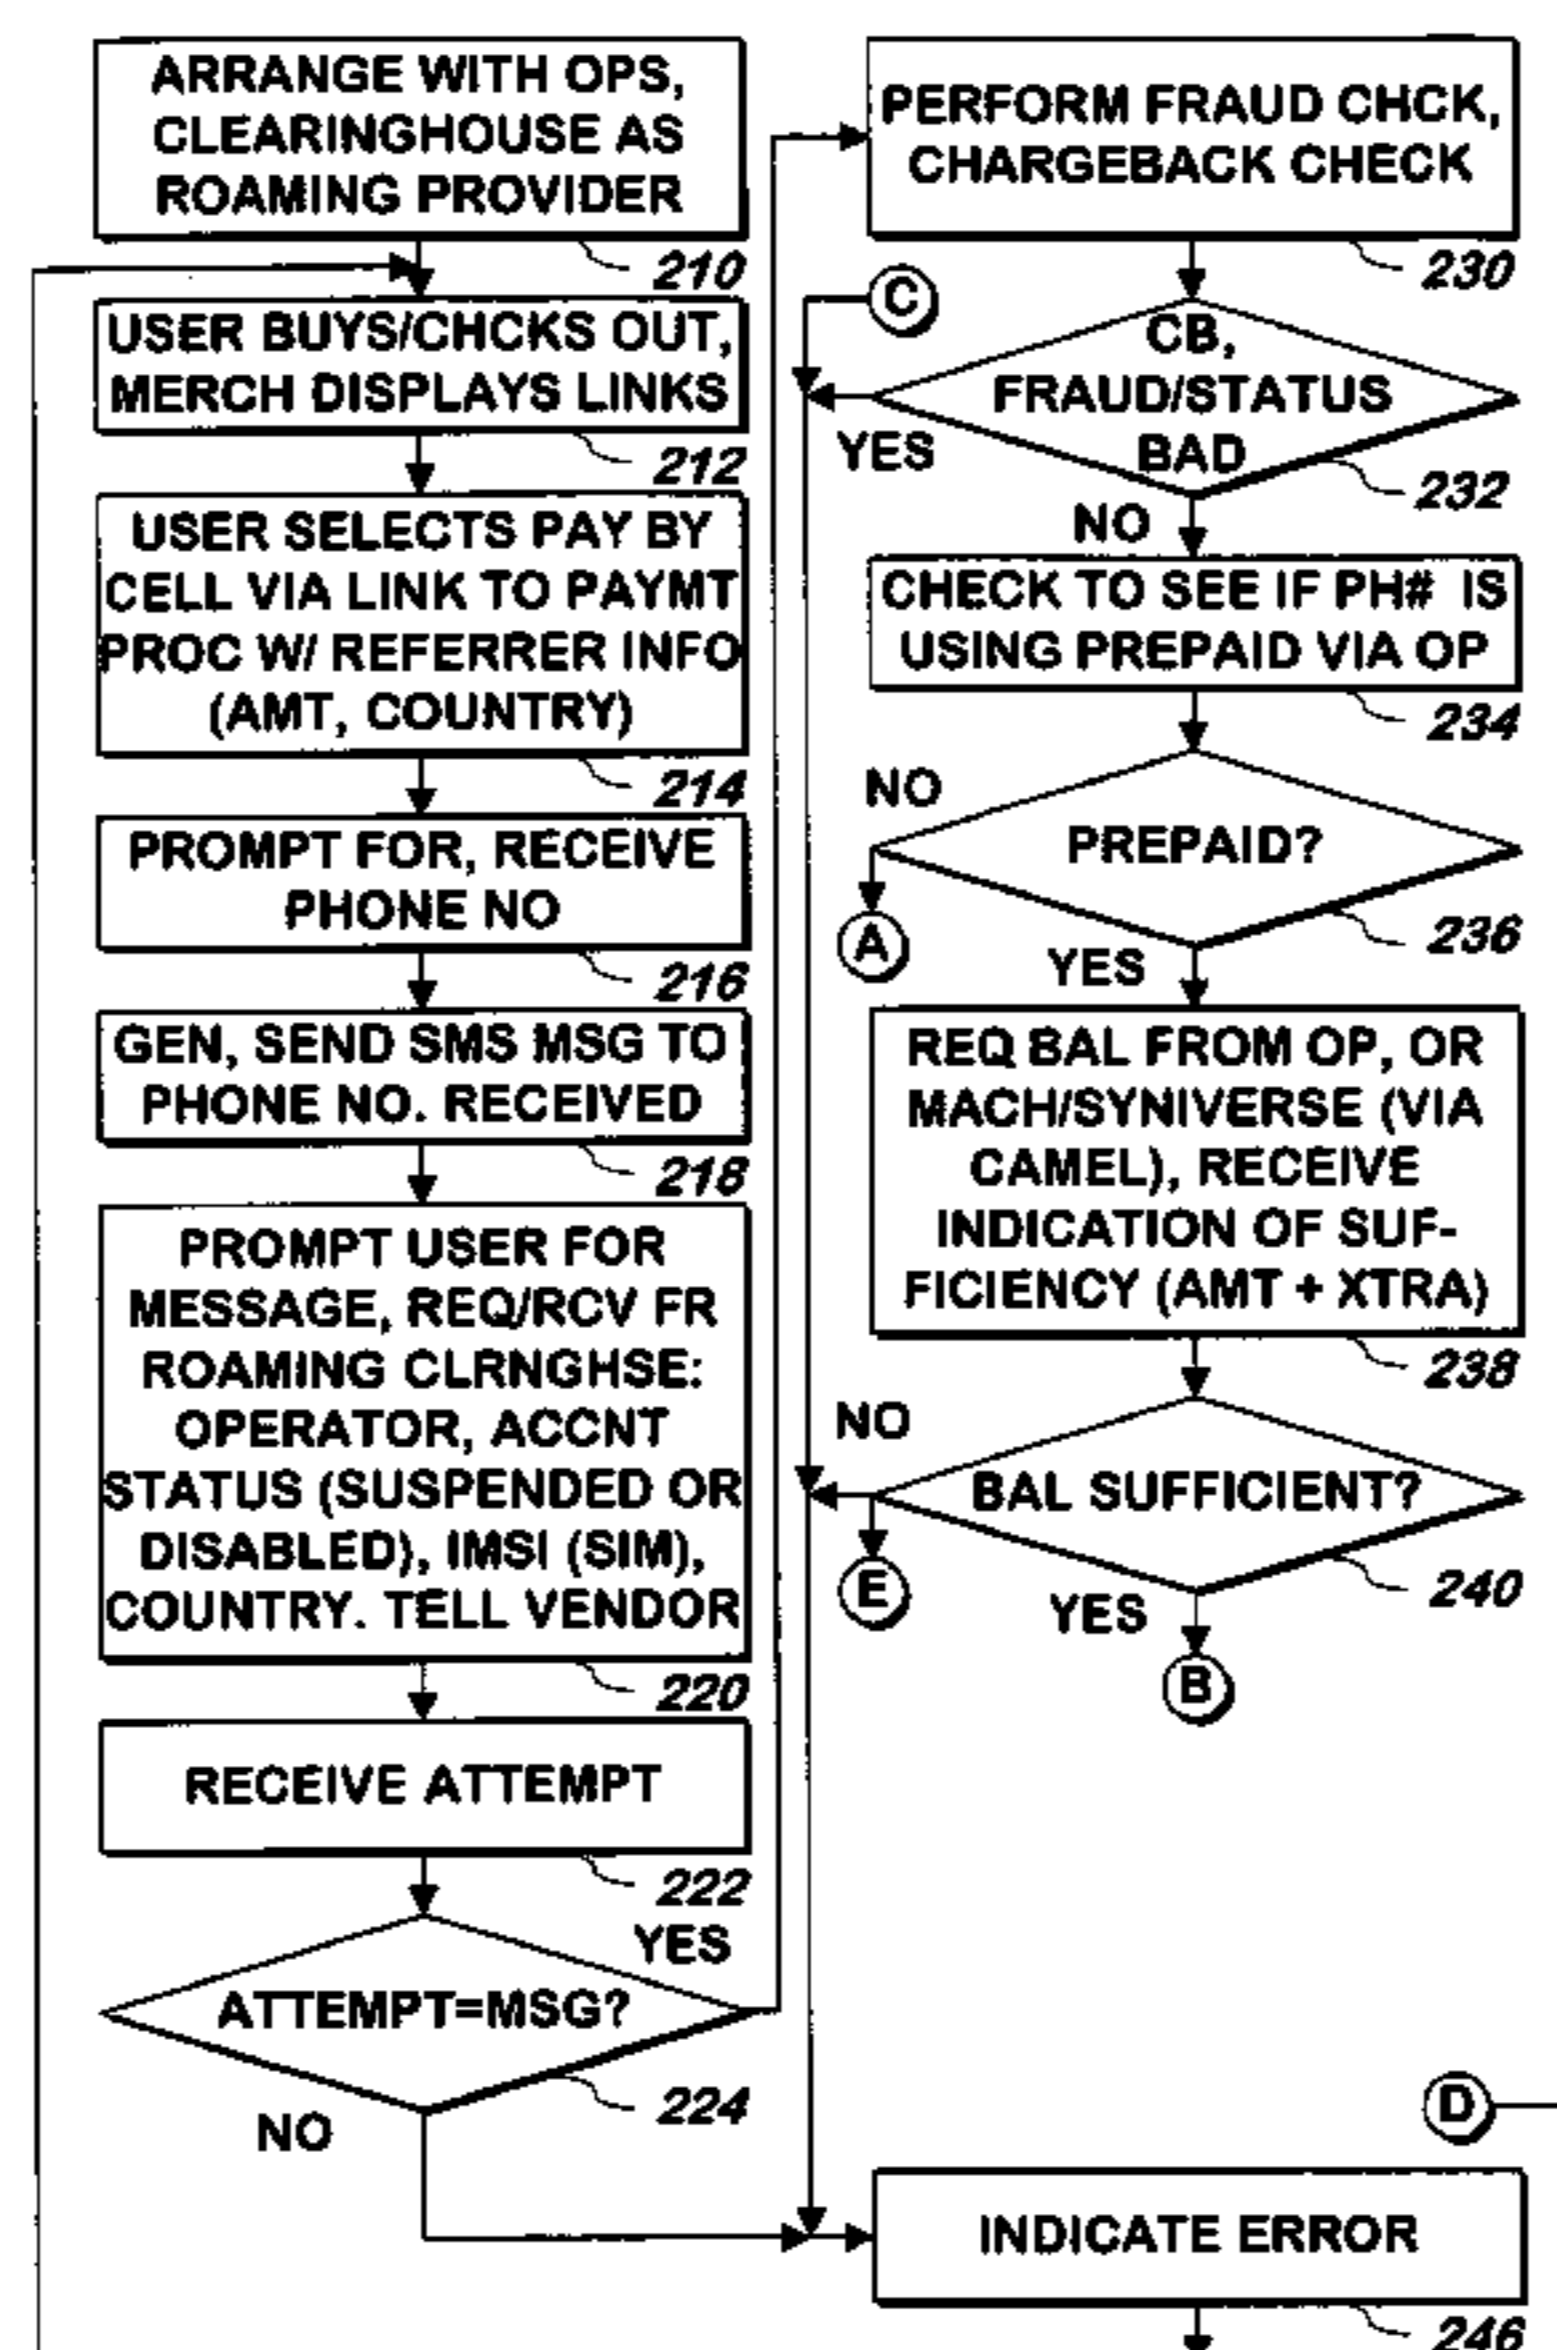 ARRANGE WITH OPS,
CLEARINGHOUSE AS
ROAMING PROVIDER
210
USER BUYS/CHCKS OUT,
MERCH DISPLAYS LINKS
212
USER SELECTS PAY BY
CELL VIA LINK TO PAYMT
PROC W/ REFERRER INFO
(AMT, COUNTRY)
214
PROMPT FOR, RECEIVE
PHONE NO
216
GEN, SEND SMS MSG TO
PHONE NO. RECEIVED
218
PROMPT USER FOR
MESSAGE, REQ/RCV FR
ROAMING CLRNGHSE:
OPERATOR, ACCNT
STATUS (SUSPENDED OR
DISABLED), IMSI (SIM),
COUNTRY. TELL VENDOR
220
RECEIVE ATTEMPT
222
YES
ATTEMPT=MSG?
224
NO
PERFORM FRAUD CHCK,
CHARGEBACK CHECK
230
C
CB,
FRAUD/STATUS
BAD
YES
232
NO
CHECK TO SEE IF PH# IS
USING PREPAID VIA OP
234
NO
PREPAID?
A
236
YES
REQ BAL FROM OP, OR
MACH/SYNIVERSE (VIA
CAMEL), RECEIVE
INDICATION OF SUF-
FICIENCY (AMT + XTRA)
238
NO
BAL SUFFICIENT?
E
240
YES
B
D
INDICATE ERROR
246